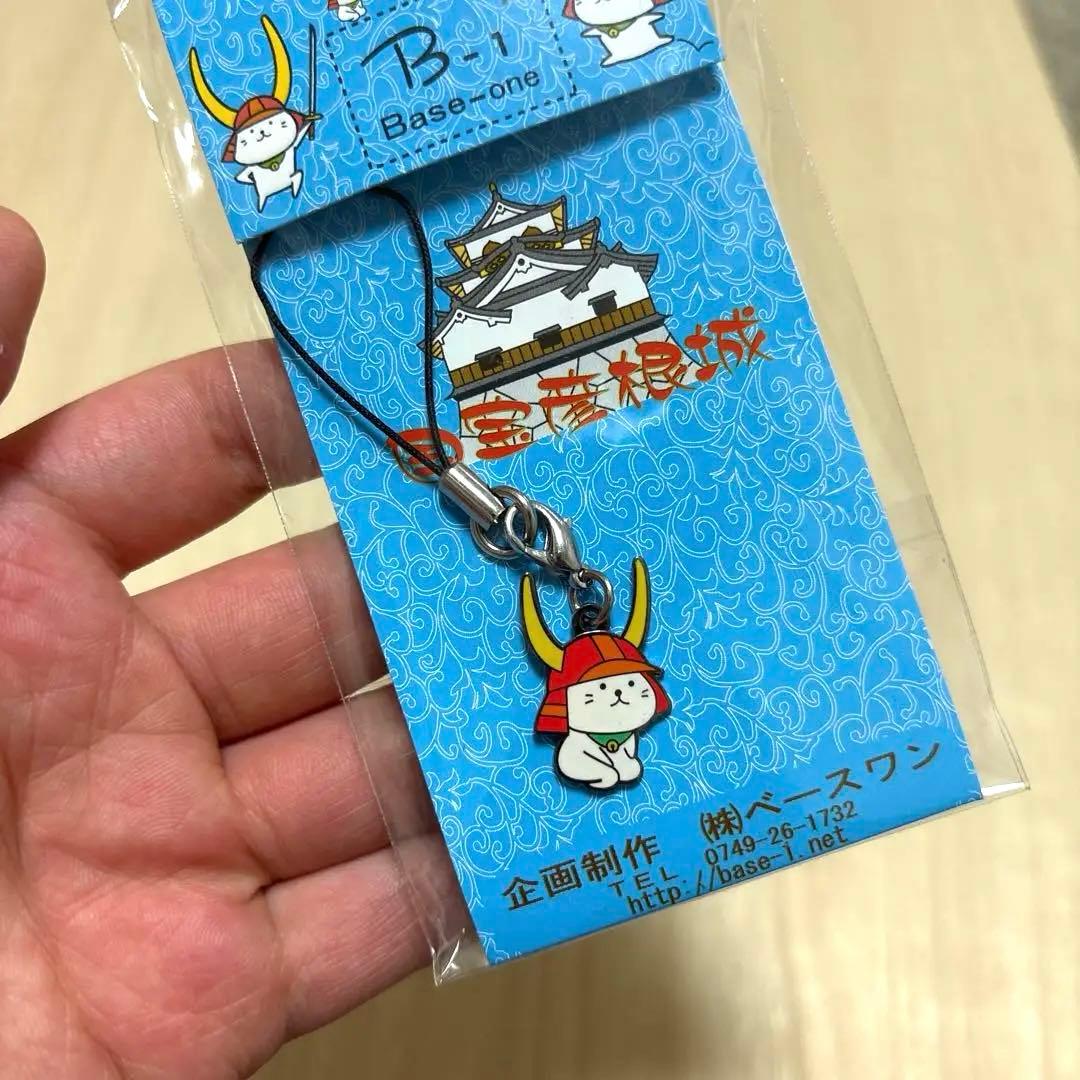 B-1
Base-one
国宝彦根城
企画制作 ㈱ベースワン
TEL. 0749-26-1732
http://base-1.net